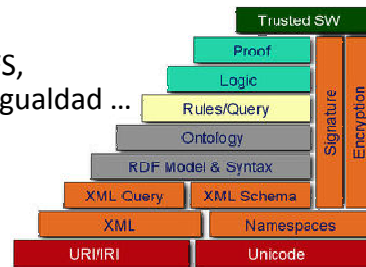 Trusted SW
Proof
S,
Logic
gualdad ...
Rules/Query
Ontology
RDF Model & Syntax
Signature
Encryption
XML Query
XML Schema
XML
Namespaces
URI/IRI
Unicode